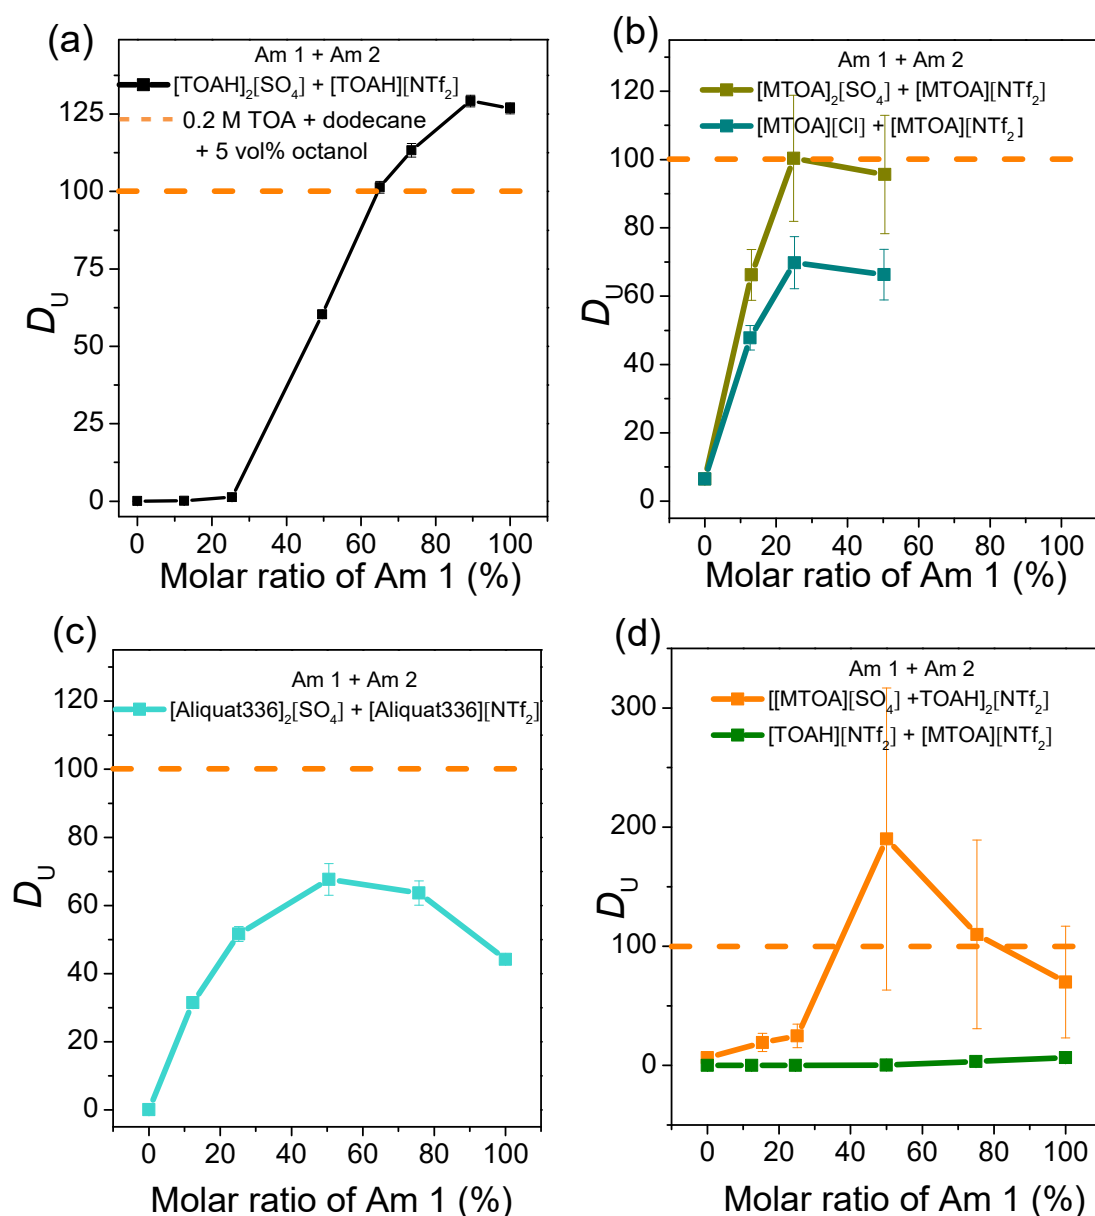 (a)
Am 1 + Am 2
[TOAH]₂[SO₄] + [TOAH][NTf₂]
0.2 M TOA + dodecane
+ 5 vol% octanol
125
100
75
50
25
0
D_U
0 20 40 60 80 100
Molar ratio of Am 1 (%)
(b)
Am 1 + Am 2
[MTOA]₂[SO₄] + [MTOA][NTf₂]
[MTOA][Cl] + [MTOA][NTf₂]
120
100
80
60
40
20
0
D_U
0 20 40 60 80 100
Molar ratio of Am 1 (%)
(c)
Am 1 + Am 2
[Aliquat336]₂[SO₄] + [Aliquat336][NTf₂]
120
100
80
60
40
20
0
D_U
0 20 40 60 80 100
Molar ratio of Am 1 (%)
(d)
Am 1 + Am 2
[[MTOA][SO₄] +TOAH]₂[NTf₂]
[TOAH][NTf₂] + [MTOA][NTf₂]
300
200
100
0
D_U
0 20 40 60 80 100
Molar ratio of Am 1 (%)